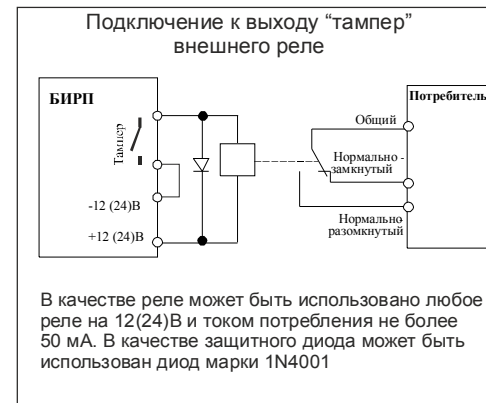 Подключение к выходу “тампер”
внешнего реле
БИРП
Тампер
-12 (24)В
+12 (24)В
Потребитель
Общий
Нормально -
замкнутый
Нормально
разомкнутый
В качестве реле может быть использовано любое
реле на 12(24)В и током потребления не более
50 мА. В качестве защитного диода может быть
использован диод марки 1N4001